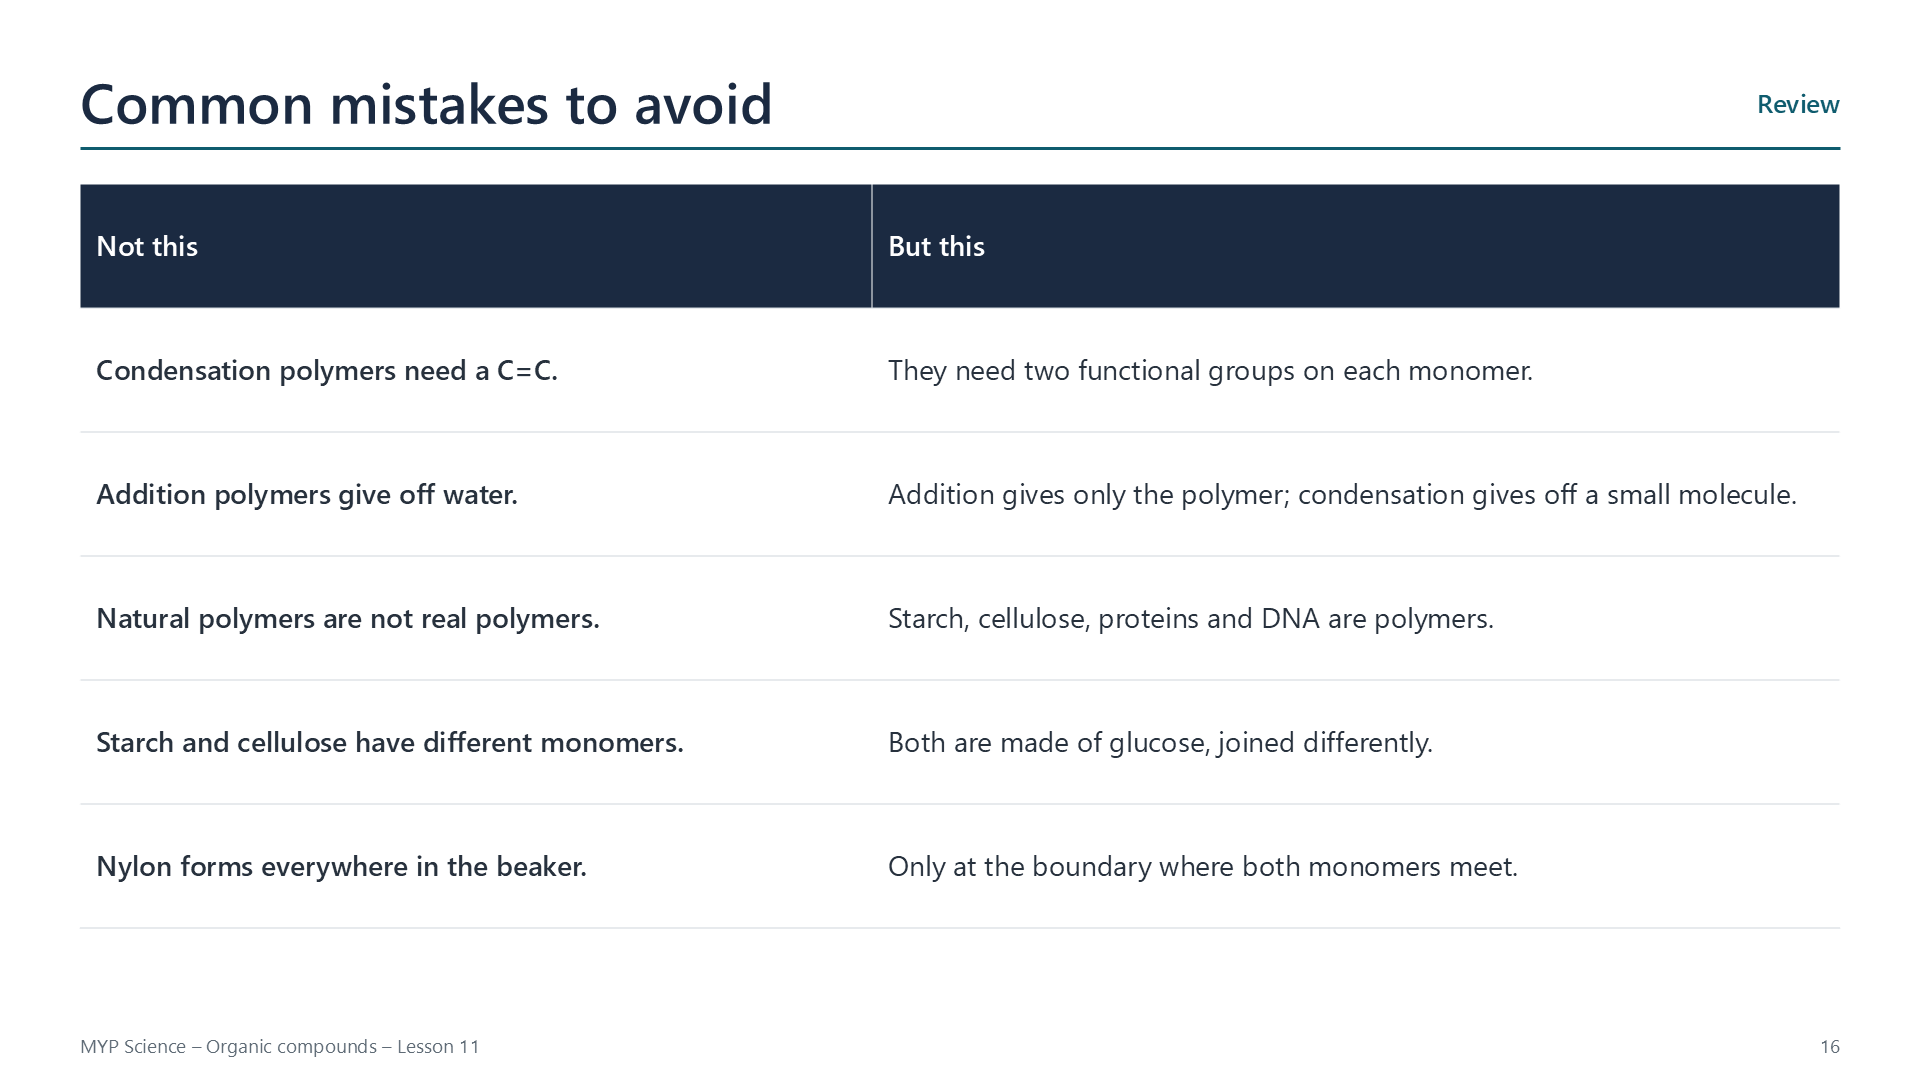 Common mistakes to avoid
Review
Not this
But this
Condensation polymers need a C=C.
They need two functional groups on each monomer.
Addition polymers give off water.
Addition gives only the polymer; condensation gives off a small molecule.
Natural polymers are not real polymers.
Starch, cellulose, proteins and DNA are polymers.
Starch and cellulose have different monomers.
Both are made of glucose, joined differently.
Nylon forms everywhere in the beaker.
Only at the boundary where both monomers meet.
MYP Science – Organic compounds – Lesson 11
16